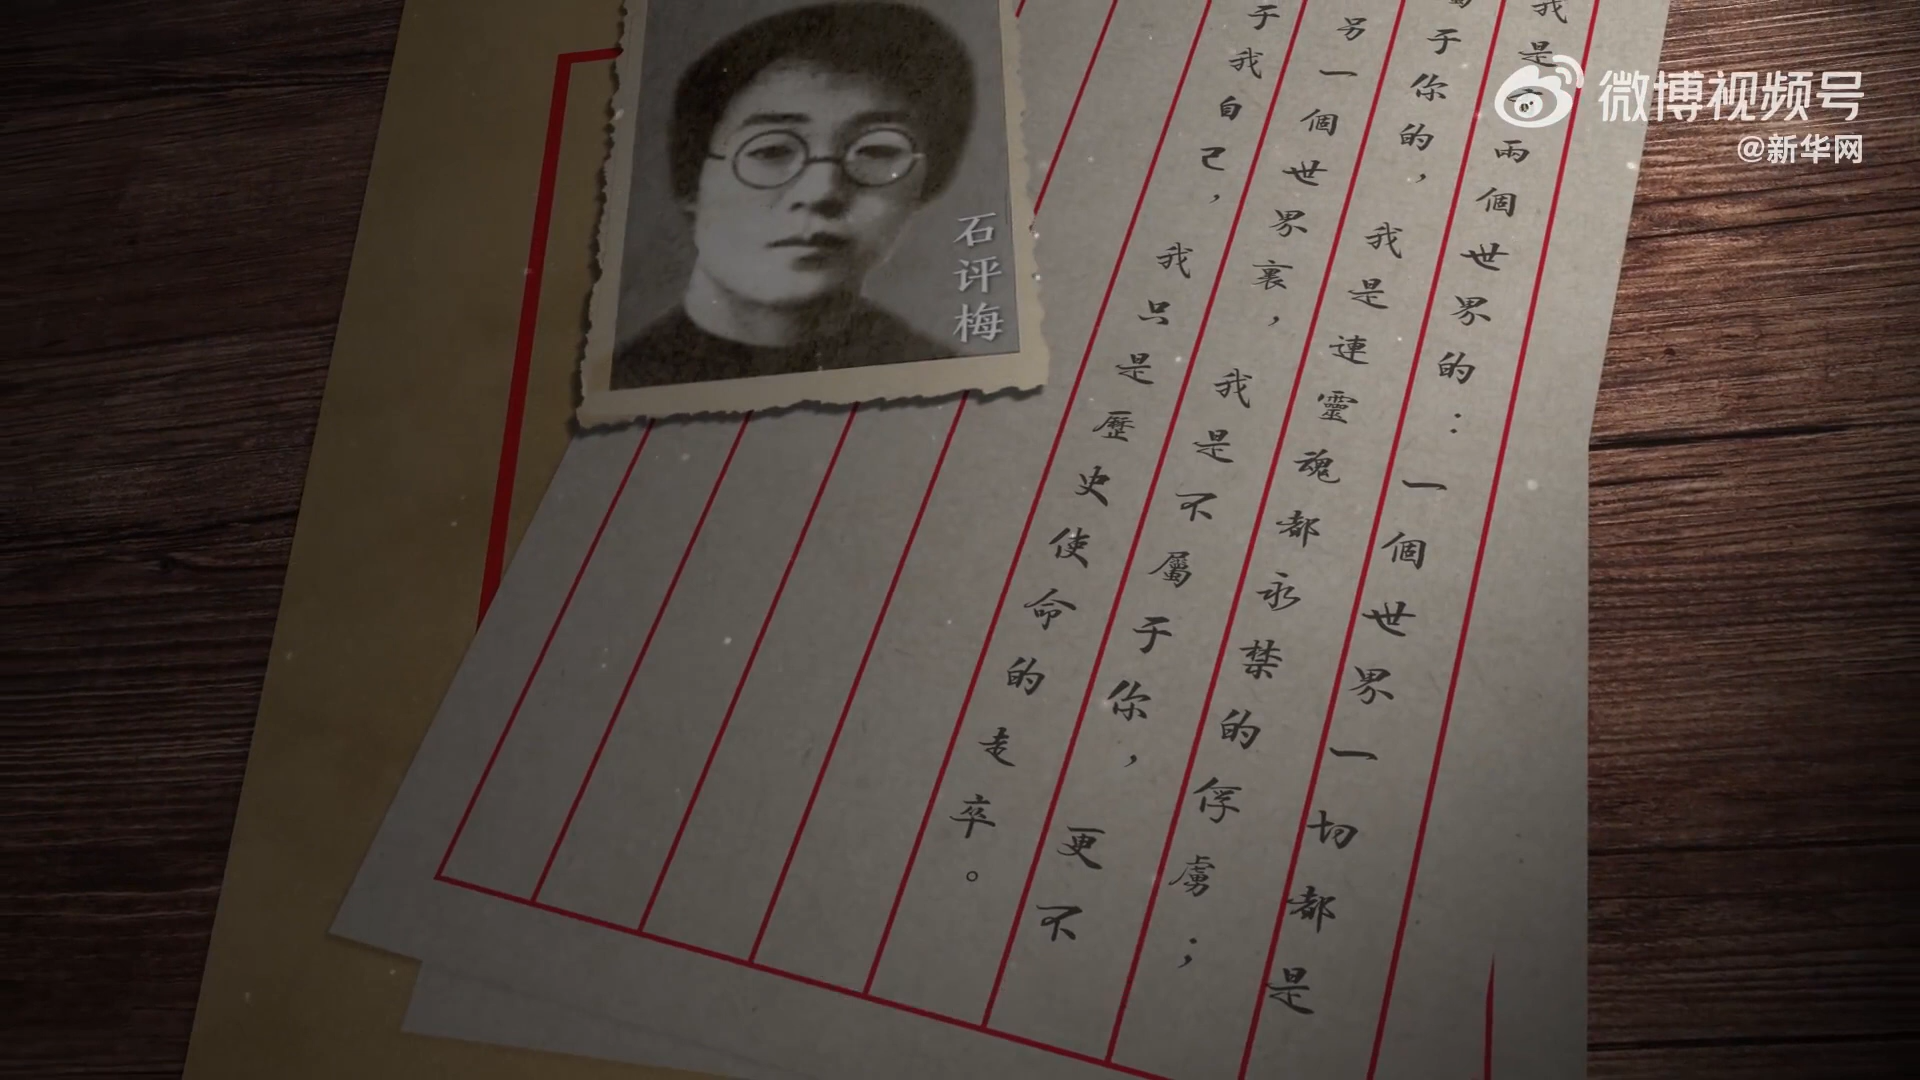 微博视频号
@新华网
石评梅
我是有兩個世界的：一個世界一切都是
屬于你的，我是連靈魂都永禁的俘虜；
另一個世界裏，我是不屬于你，更不
于我自己，我只是歷史使命的走卒。